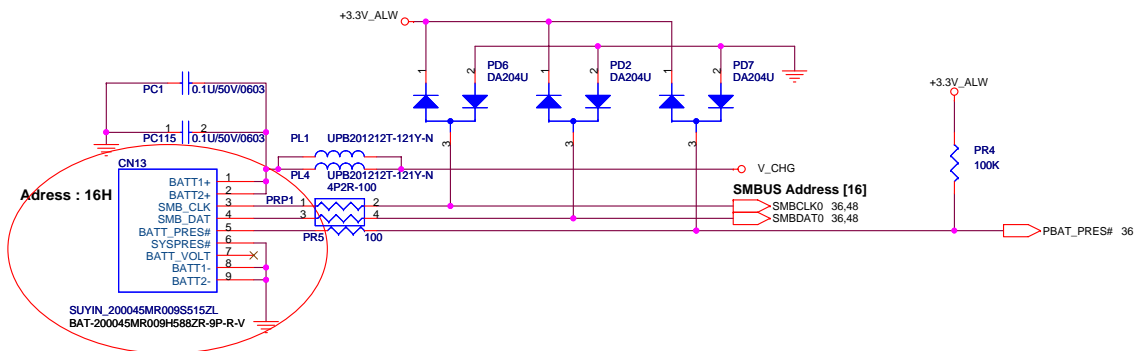 +3.3V_ALW
1 2 1 2 1 2
PD6
DA204U
PD2
DA204U
PD7
DA204U
3 3 3
PC1 0.1U/50V/0603
1 2
PC115 0.1U/50V/0603
+3.3V_ALW
PR4
100K
PL1 UPB201212T-121Y-N
PL4 UPB201212T-121Y-N
4P2R-100
V_CHG
CN13
Adress : 16H
BATT1+ 1
BATT2+ 2
SMB_CLK 3
SMB_DAT 4
BATT_PRES# 5
SYSPRES# 6
BATT_VOLT 7
BATT1- 8
BATT2- 9
PRP1 1 2
3 4
PR5 100
SMBUS Address [16]
SMBCLK0 36,48
SMBDAT0 36,48
PBAT_PRES# 36
SUYIN_200045MR009S515ZL
BAT-200045MR009H588ZR-9P-R-V